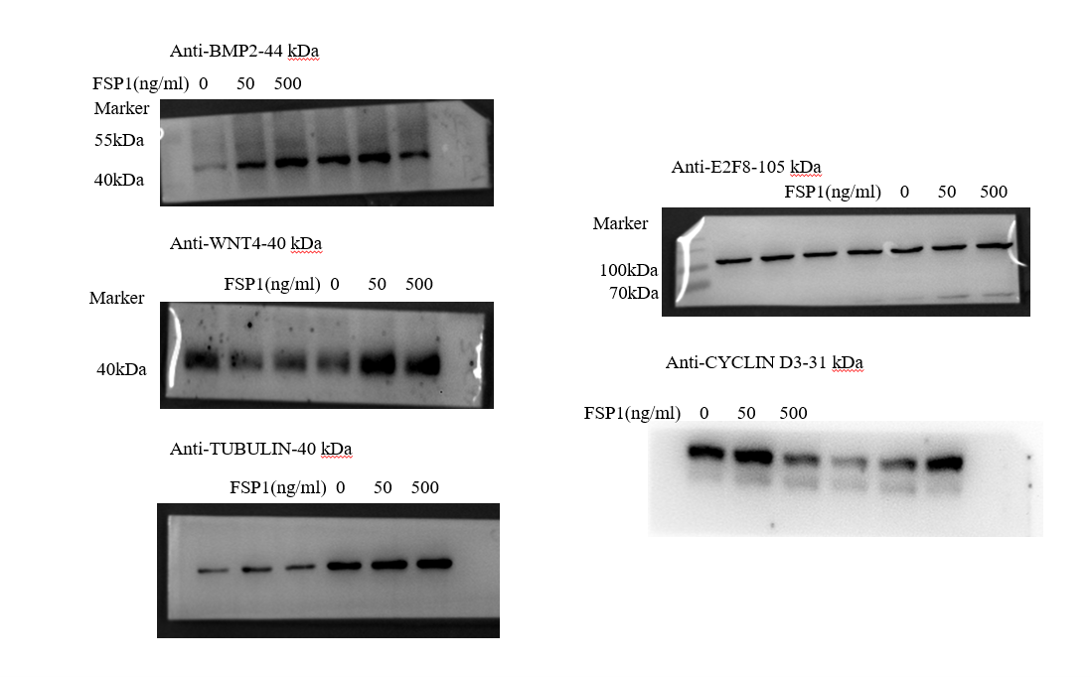 Anti-BMP2-44 kDa
FSP1(ng/ml) 0 50 500
Marker
55kDa
40kDa
Anti-WNT4-40 kDa
FSP1(ng/ml) 0 50 500
Marker
40kDa
Anti-TUBULIN-40 kDa
FSP1(ng/ml) 0 50 500
Anti-E2F8-105 kDa
FSP1(ng/ml) 0 50 500
Marker
100kDa
70kDa
Anti-CYCLIN D3-31 kDa
FSP1(ng/ml) 0 50 500